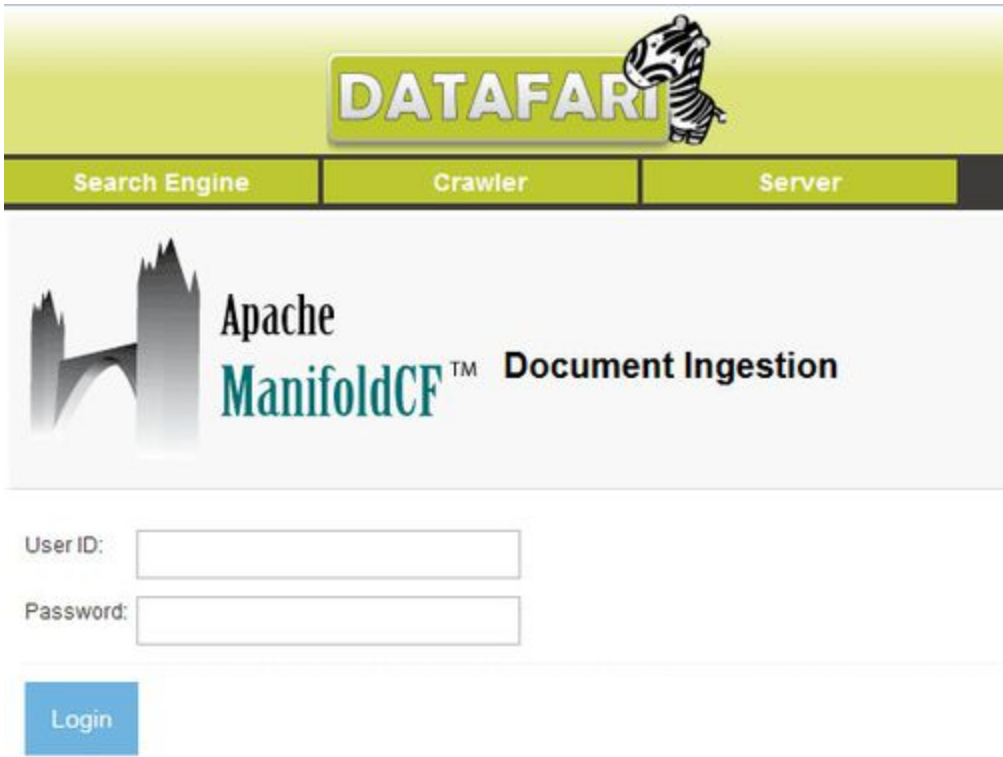 DATAFARI
Search Engine Crawler Server
Apache
ManifoldCF™ Document Ingestion
User ID:
Password:
Login